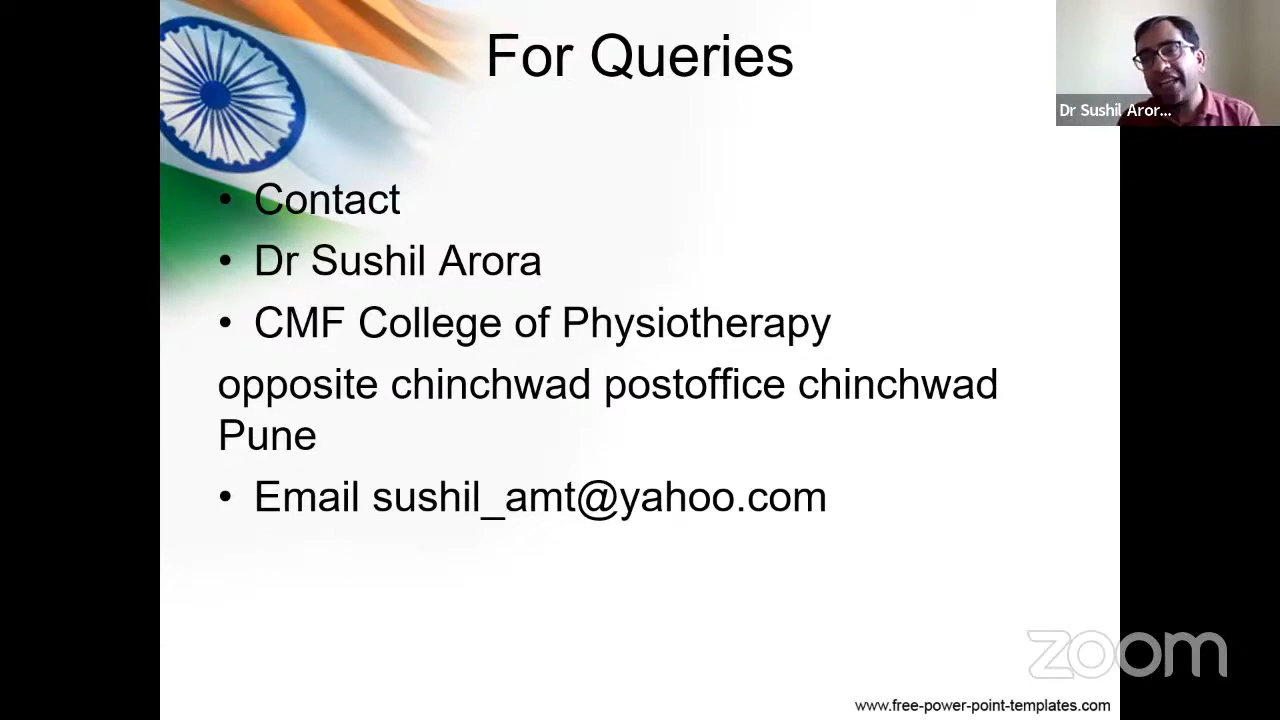 For Queries
Dr Sushil Aror...
• Contact
• Dr Sushil Arora
• CMF College of Physiotherapy
opposite chinchwad postoffice chinchwad
Pune
• Email sushil_amt@yahoo.com
zoom
www.free-power-point-templates.com